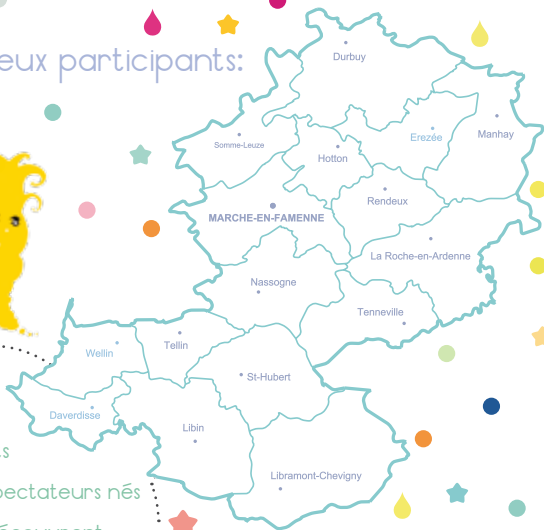 eux participants:
Durbuy
Somme-Leuze
Hotton
Erezée
Manhay
Rendeux
MARCHE-EN-FAMENNE
La Roche-en-Ardenne
Nassogne
Tenneville
Wellin
Tellin
St-Hubert
Daverdisse
Libin
Libramont-Chevigny
s
pectateurs nés